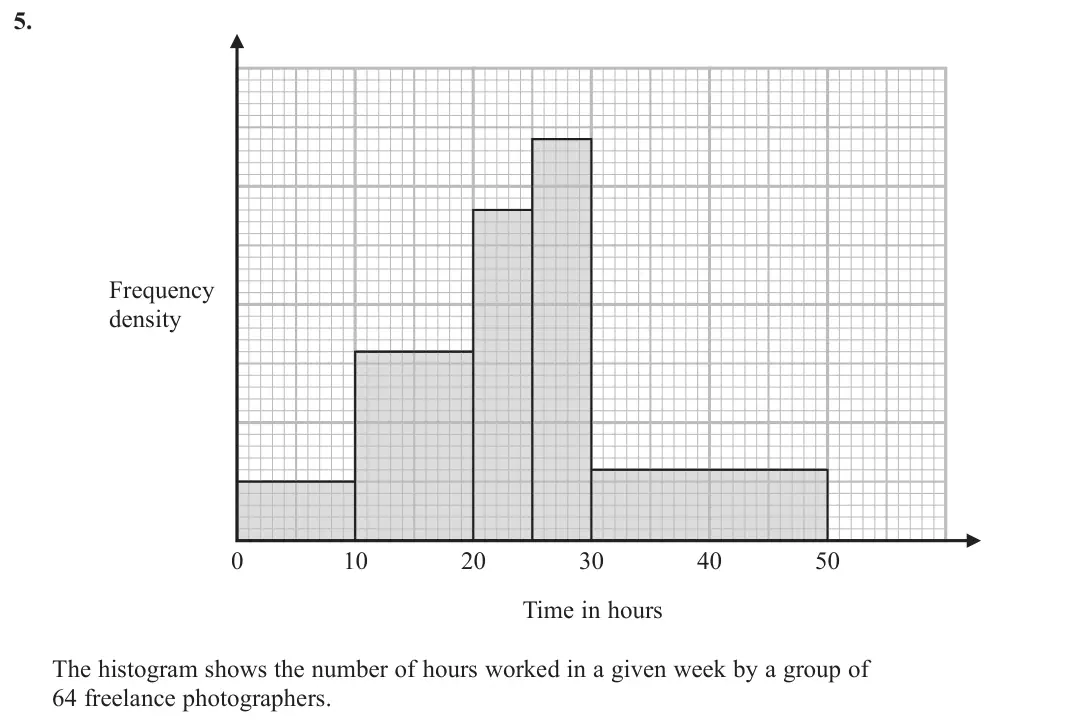 5.
Frequency
density
0 10 20 30 40 50
Time in hours
The histogram shows the number of hours worked in a given week by a group of
64 freelance photographers.